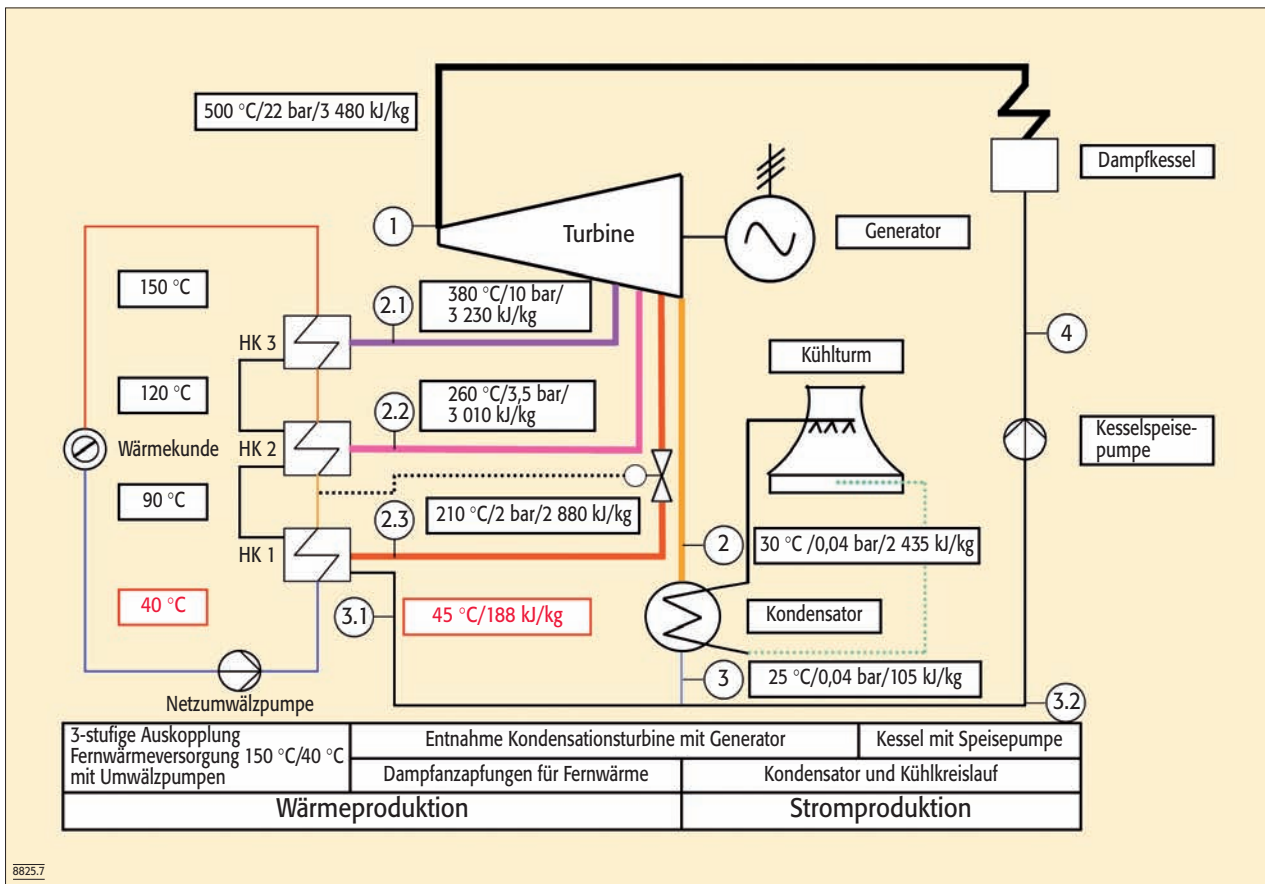 500 °C/22 bar/3 480 kJ/kg
Dampfkessel
1
Turbine
Generator
150 °C
2.1
380 °C/10 bar/
3 230 kJ/kg
HK 3
4
Kühlturm
120 °C
2.2
260 °C/3,5 bar/
3 010 kJ/kg
Wärmekunde
HK 2
Kesselspeise-
pumpe
90 °C
2.3
210 °C/2 bar/2 880 kJ/kg
HK 1
2
30 °C /0,04 bar/2 435 kJ/kg
40 °C
3.1
45 °C/188 kJ/kg
Kondensator
3
25 °C/0,04 bar/105 kJ/kg
Netzumwälzpumpe
3.2
3-stufige Auskopplung
Fernwärmeversorgung 150 °C/40 °C
mit Umwälzpumpen
Entnahme Kondensationsturbine mit Generator
Kessel mit Speisepumpe
Dampfanzapfungen für Fernwärme
Kondensator und Kühlkreislauf
Wärmeproduktion
Stromproduktion
8825.7